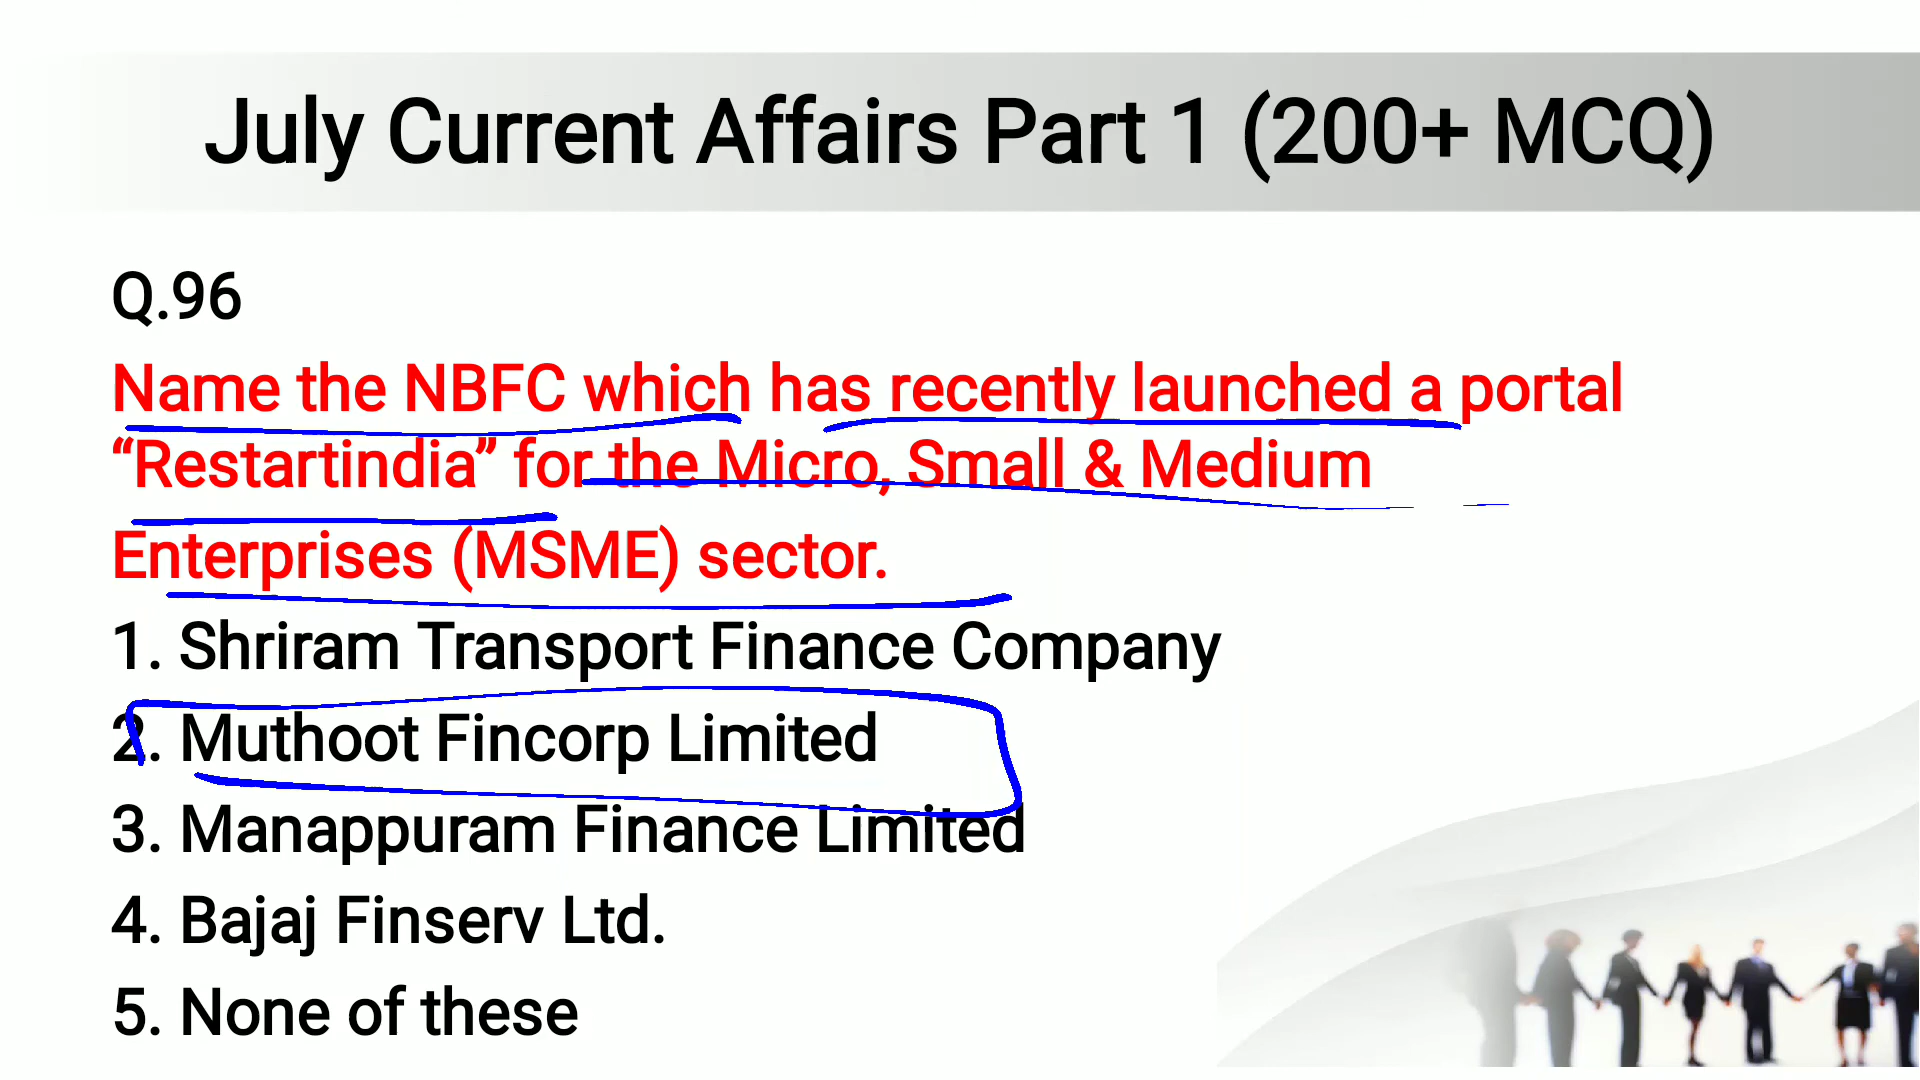 July Current Affairs Part 1 (200+ MCQ)
Q.96
Name the NBFC which has recently launched a portal
“Restartindia” for the Micro, Small & Medium
Enterprises (MSME) sector.
1. Shriram Transport Finance Company
2. Muthoot Fincorp Limited
3. Manappuram Finance Limited
4. Bajaj Finserv Ltd.
5. None of these